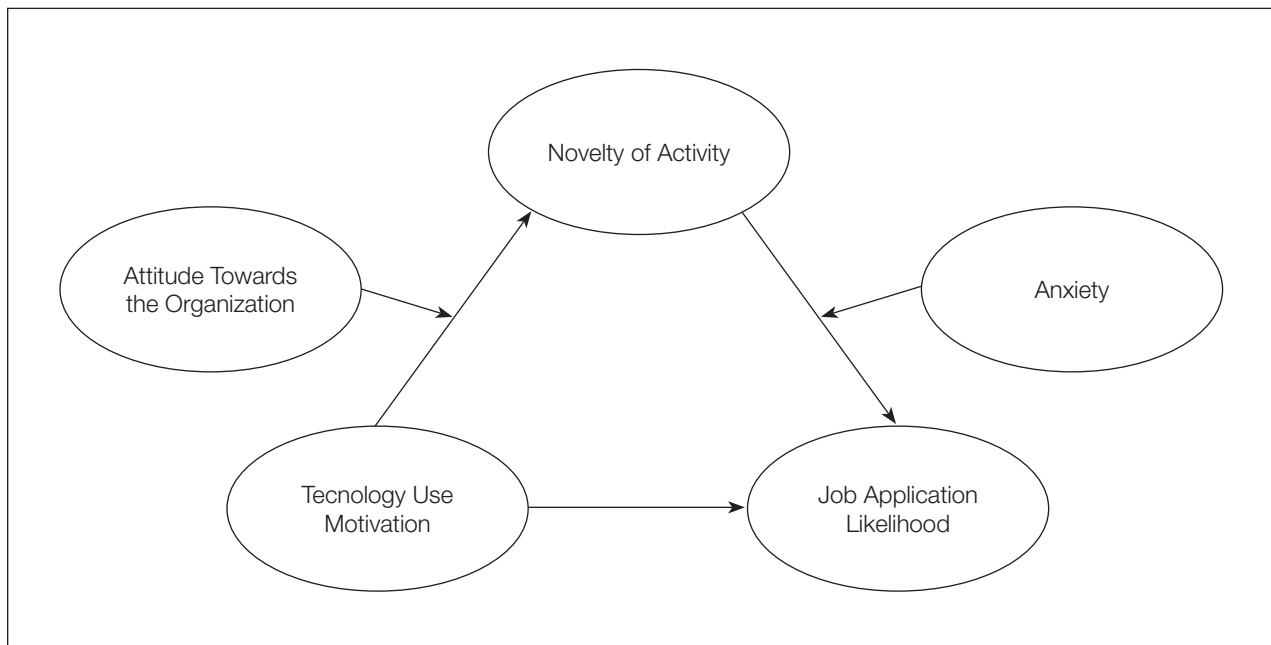 Novelty of Activity
Attitude Towards
the Organization
Anxiety
Tecnology Use
Motivation
Job Application
Likelihood